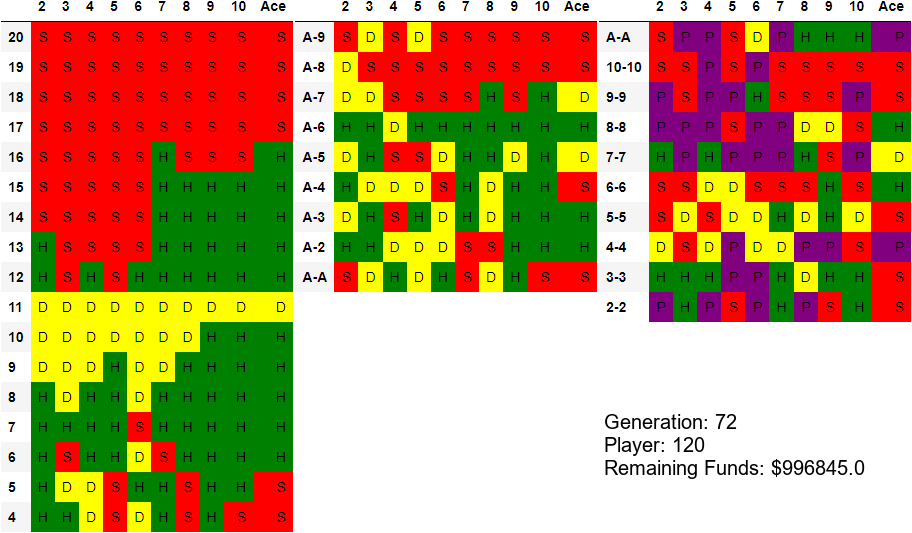 2 3 4 5 6 7 8 9 10 Ace 2 3 4 5 6 7 8 9 10 Ace 2 3 4 5 6 7 8 9 10 Ace
20 S S S S S S S S S S A-9 S D S D S S S S S S A-A S P P S D P H H H P
19 S S S S S S S S S S A-8 D S S S S S S S S S 10-10 S S P S P S S S S S
18 S S S S S S S S S S A-7 D D S S S S H S H D 9-9 P S P P H S S S P S
17 S S S S S S S S S S A-6 H H D H H H H H H H 8-8 P P P S P P D D S H
16 S S S S S H S S S H A-5 D H S S D H H D H D 7-7 H P H P P P H S P D
15 S S S S S H H H H H A-4 H D D D S H D H H S 6-6 S S D D S S S H S H
14 S S S S S H H H H H A-3 D H S H D H D H H H 5-5 S D S D D H D H D S
13 H S S S S H H H H H A-2 H H D D D S S H H H 4-4 D S D P D D P P S P
12 H S H S H H H H H H A-A S D H D H S D H S S 3-3 H H H P P H D H H S
11 D D D D D D D D D D 2-2 P H P S P H P S H S
10 D D D D D D D H H H
9 D D D H D D H H H H
8 H D H H D H H H H H
7 H H H H S H H H H H
6 H S H H D S H H H H
5 H D D S H H S H H S
4 H H D S D H S H S S
Generation: 72
Player: 120
Remaining Funds: $996845.0